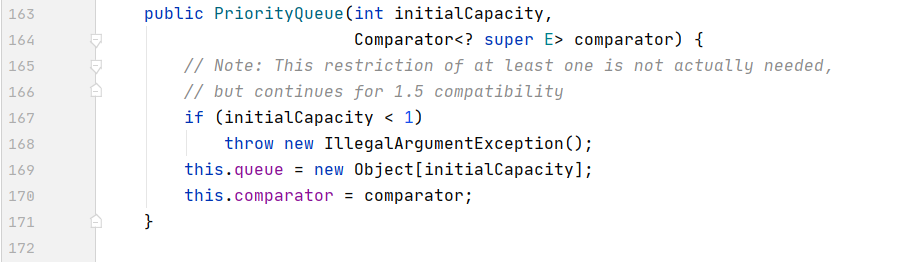 163 public PriorityQueue(int initialCapacity,
164 Comparator<? super E> comparator) {
165 // Note: This restriction of at least one is not actually needed,
166 // but continues for 1.5 compatibility
167 if (initialCapacity < 1)
168 throw new IllegalArgumentException();
169 this.queue = new Object[initialCapacity];
170 this.comparator = comparator;
171 }
172